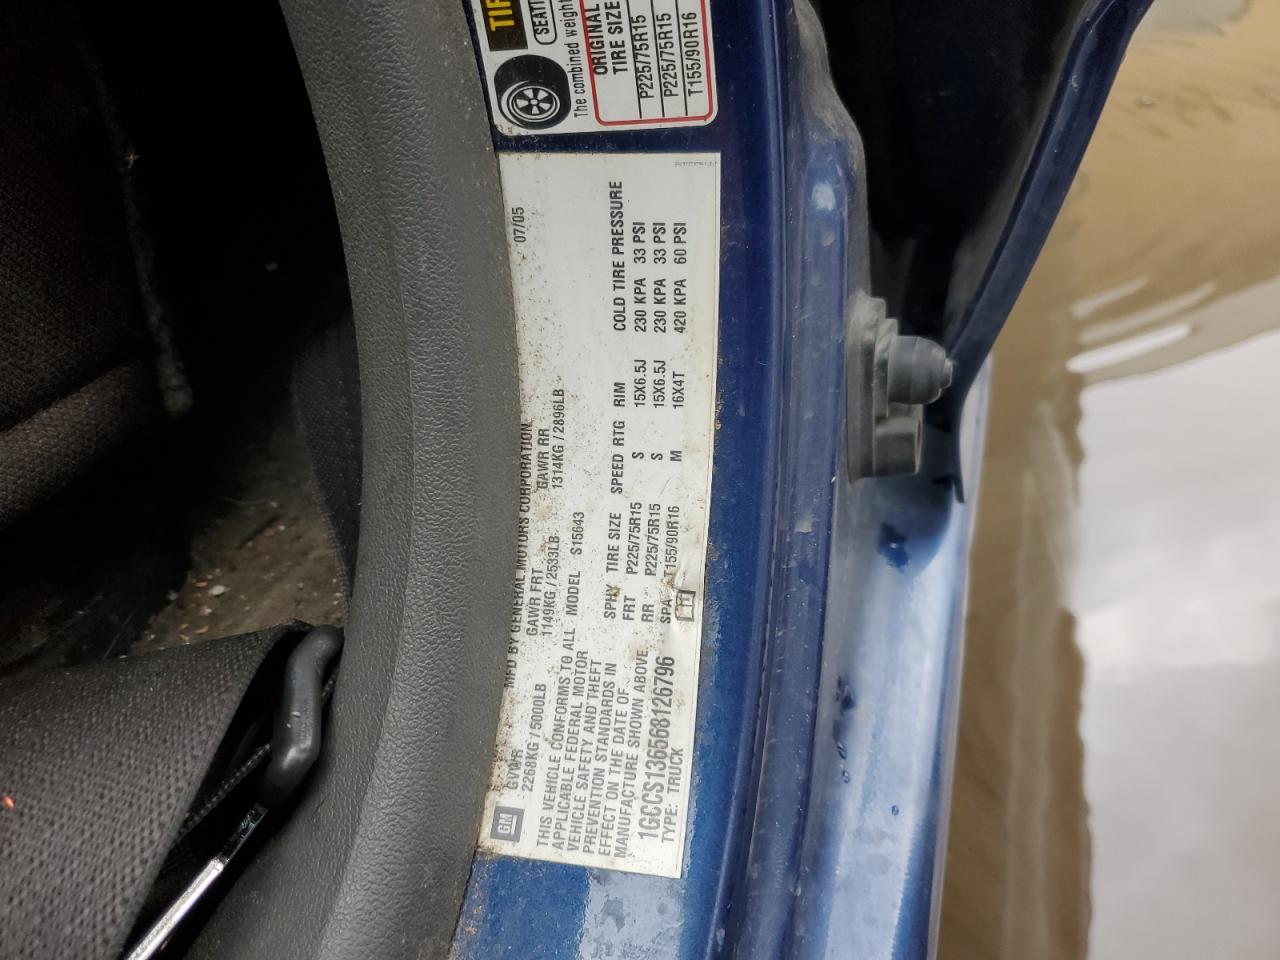 TIR
SEATI
The combined weight
ORIGINAL
TIRE SIZE
P225/75R15
P225/75R15
T155/90R16
GM
MFD BY GENERAL MOTORS CORPORATION
07/05
GVWR GAWR FRT GAWR RR
2268KG/5000LB 1149KG/2533LB 1314KG/2896LB
THIS VEHICLE CONFORMS TO ALL
APPLICABLE FEDERAL MOTOR
VEHICLE SAFETY AND THEFT
PREVENTION STANDARDS IN
EFFECT ON THE DATE OF
MANUFACTURE SHOWN ABOVE.
1GCCS136568126796
TYPE: TRUCK
MODEL S15643
SPHY TIRE SIZE SPEED RTG RIM COLD TIRE PRESSURE
FRT P225/75R15 S 15X6.5J 230 KPA 33 PSI
RR P225/75R15 S 15X6.5J 230 KPA 33 PSI
SPA T155/90R16 M 16X4T 420 KPA 60 PSI